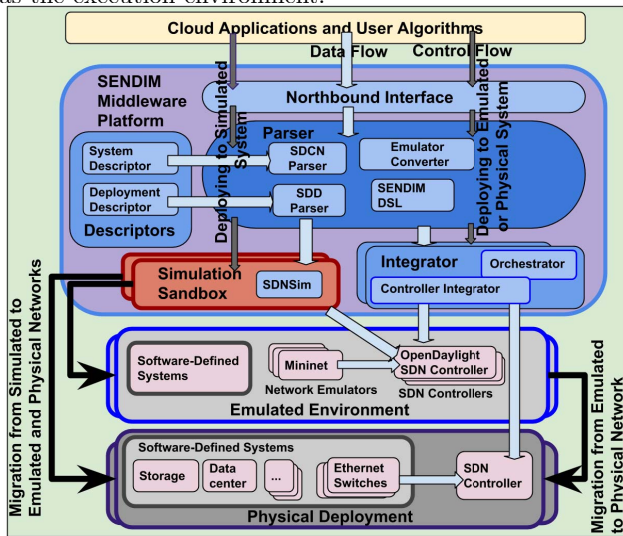 as the execution environment.
Cloud Applications and User Algorithms
Data Flow
Control Flow
SENDIM
Middleware
Platform
Northbound Interface
Deploying to Simulated
System
Deploying to Emulated
or Physical System
Parser
System
Descriptor
SDCN
Parser
Emulator
Converter
Deployment
Descriptor
SDD
Parser
SENDIM
DSL
Descriptors
Simulation
Sandbox
SDNSim
Integrator
Orchestrator
Controller Integrator
Migration from Simulated to
Emulated and Physical Networks
Software-Defined
Systems
Mininet
Network Emulators
OpenDaylight
SDN Controller
SDN Controllers
Emulated Environment
Migration from Emulated
to Physical Network
Software-Defined Systems
Storage
Data
center
...
Ethernet
Switches
SDN
Controller
Physical Deployment